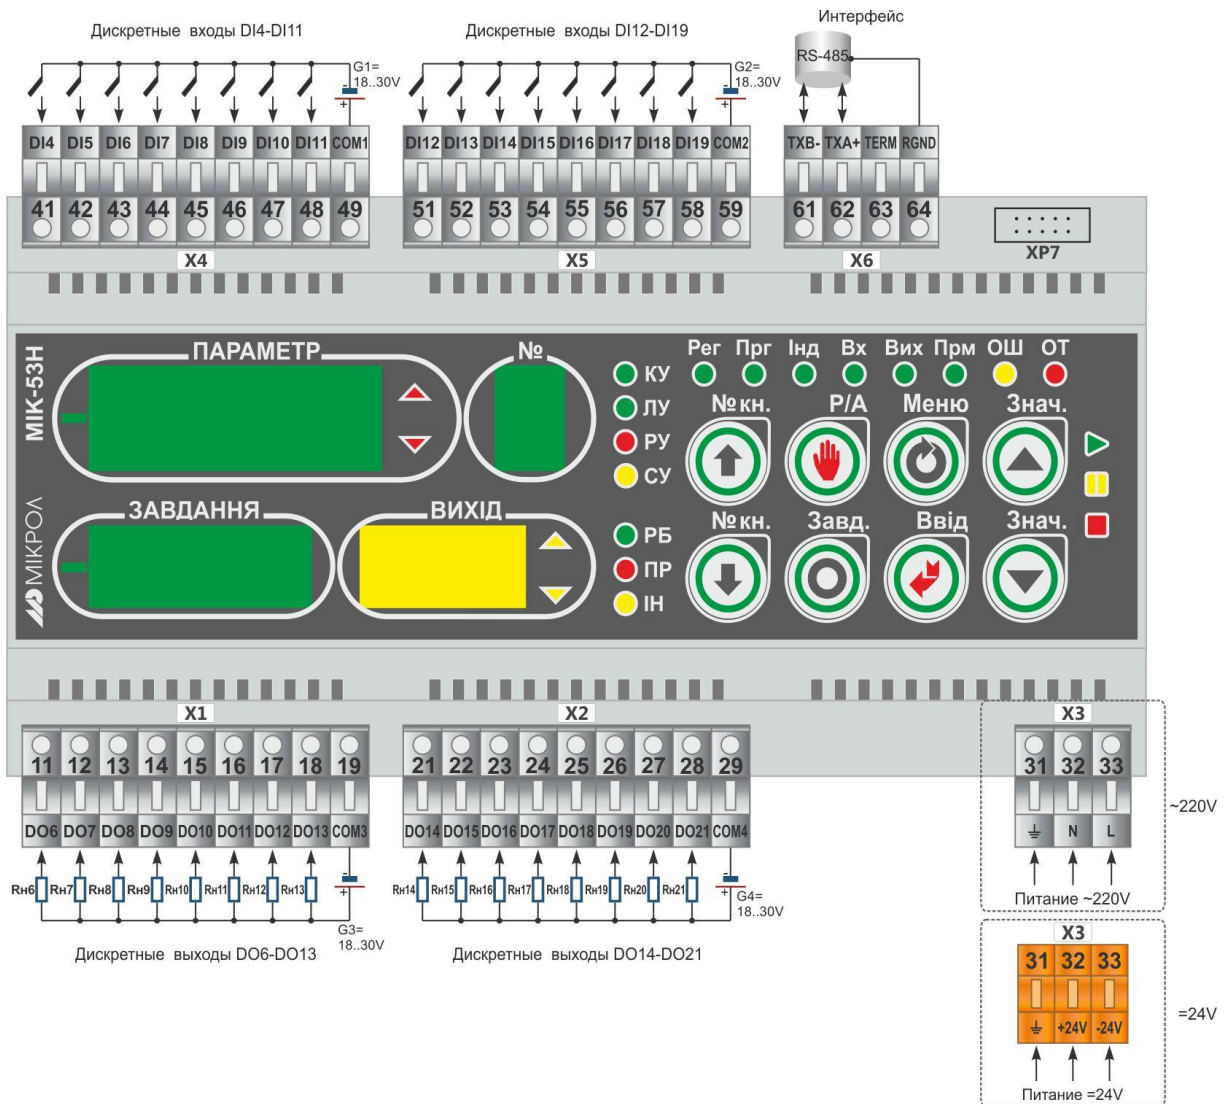 Дискретные входы DI4-DI11
G1=
18..30V
-
+
DI4 DI5 DI6 DI7 DI8 DI9 DI10 DI11 COM1
41 42 43 44 45 46 47 48 49
X4
Дискретные входы DI12-DI19
G2=
18..30V
-
+
DI12 DI13 DI14 DI15 DI16 DI17 DI18 DI19 COM2
51 52 53 54 55 56 57 58 59
X5
Интерфейс
RS-485
TXB- TXA+ TERM RGND
61 62 63 64
X6
XP7
МІК-53Н
МІКРОЛ
ПАРАМЕТР
№
ЗАВДАННЯ
ВИХІД
КУ
ЛУ
РУ
СУ
РБ
ПР
ІН
Рег Прг Інд Вх Вих Прм ОШ ОТ
№ кн. Р/А Меню Знач.
№ кн. Завд. Ввід Знач.
X1
11 12 13 14 15 16 17 18 19
DO6 DO7 DO8 DO9 DO10 DO11 DO12 DO13 COM3
Rн6 Rн7 Rн8 Rн9 Rн10 Rн11 Rн12 Rн13
-
+
G3=
18..30V
Дискретные выходы DO6-DO13
X2
21 22 23 24 25 26 27 28 29
DO14 DO15 DO16 DO17 DO18 DO19 DO20 DO21 COM4
Rн14 Rн15 Rн16 Rн17 Rн18 Rн19 Rн20 Rн21
-
+
G4=
18..30V
Дискретные выходы DO14-DO21
X3
31 32 33
N L
Питание ~220V
~220V
X3
31 32 33
+24V -24V
Питание =24V
=24V